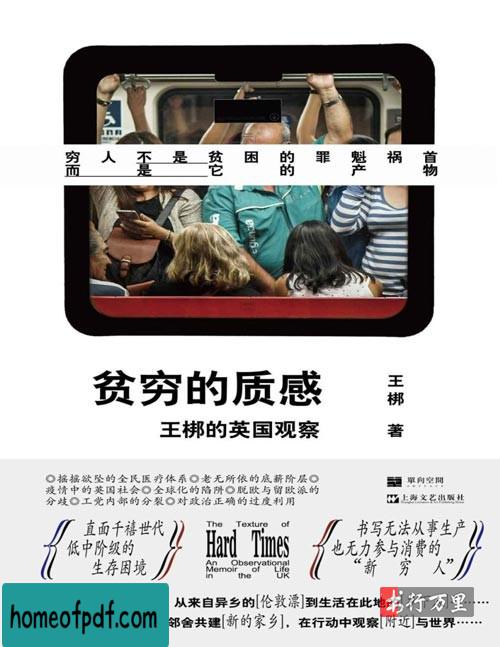 穷人不是贫困的罪魁祸首
而是它的产物
贫穷的质感
王梆的英国观察
王梆 著
◎摇摇欲坠的全民医疗体系◎老无所依的底薪阶层◎
疫情中的英国社会◎全球化的陷阱◎脱欧与留欧派的
分歧◎工党内部的分裂◎对政治正确的过度利用
單向空間
上海文艺出版社
直面千禧世代
低中阶级的
生存困境
The Texture of
Hard Times
An Observational
Memoir of Life
in the UK
书写无法从事生产
也无力参与消费的
“新穷人”
从来自异乡的[伦敦漂]到生活在此地
邻舍共建[新的家乡],在行动中观察[附近]与世界……
书行万里
homeofpdf.com